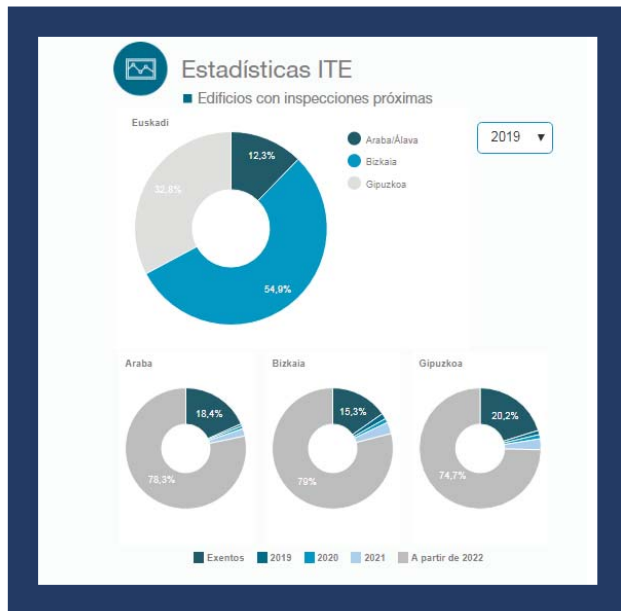 Estadísticas ITE
Edificios con inspecciones próximas
Euskadi
2019
Araba/Álava
Bizkaia
Gipuzkoa
12,3%
32,8%
54,9%
Araba
Bizkaia
Gipuzkoa
18,4%
78,3%
15,3%
79%
20,2%
74,7%
Exentos 2019 2020 2021 A partir de 2022